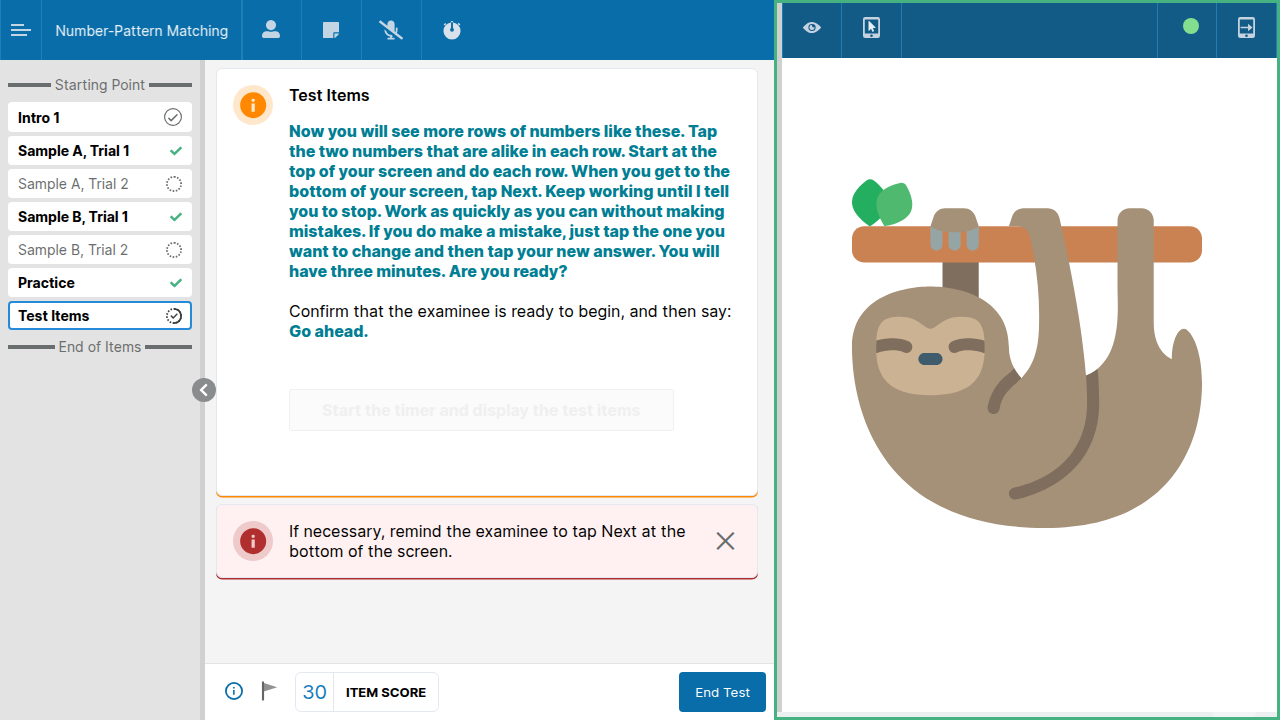 Number-Pattern Matching
Starting Point
Intro 1
Sample A, Trial 1
Sample A, Trial 2
Sample B, Trial 1
Sample B, Trial 2
Practice
Test Items
End of Items
Test Items
Now you will see more rows of numbers like these. Tap
the two numbers that are alike in each row. Start at the
top of your screen and do each row. When you get to the
bottom of your screen, tap Next. Keep working until I tell
you to stop. Work as quickly as you can without making
mistakes. If you do make a mistake, just tap the one you
want to change and then tap your new answer. You will
have three minutes. Are you ready?
Confirm that the examinee is ready to begin, and then say:
Go ahead.
Start the timer and display the test items
If necessary, remind the examinee to tap Next at the
bottom of the screen.
30 ITEM SCORE
End Test